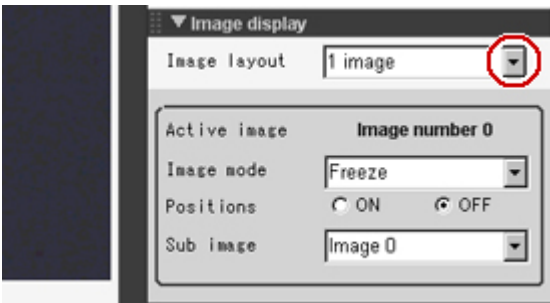 Image display
Image layout 1 image
Active image Image number 0
Image mode Freeze
Positions ON OFF
Sub image Image 0